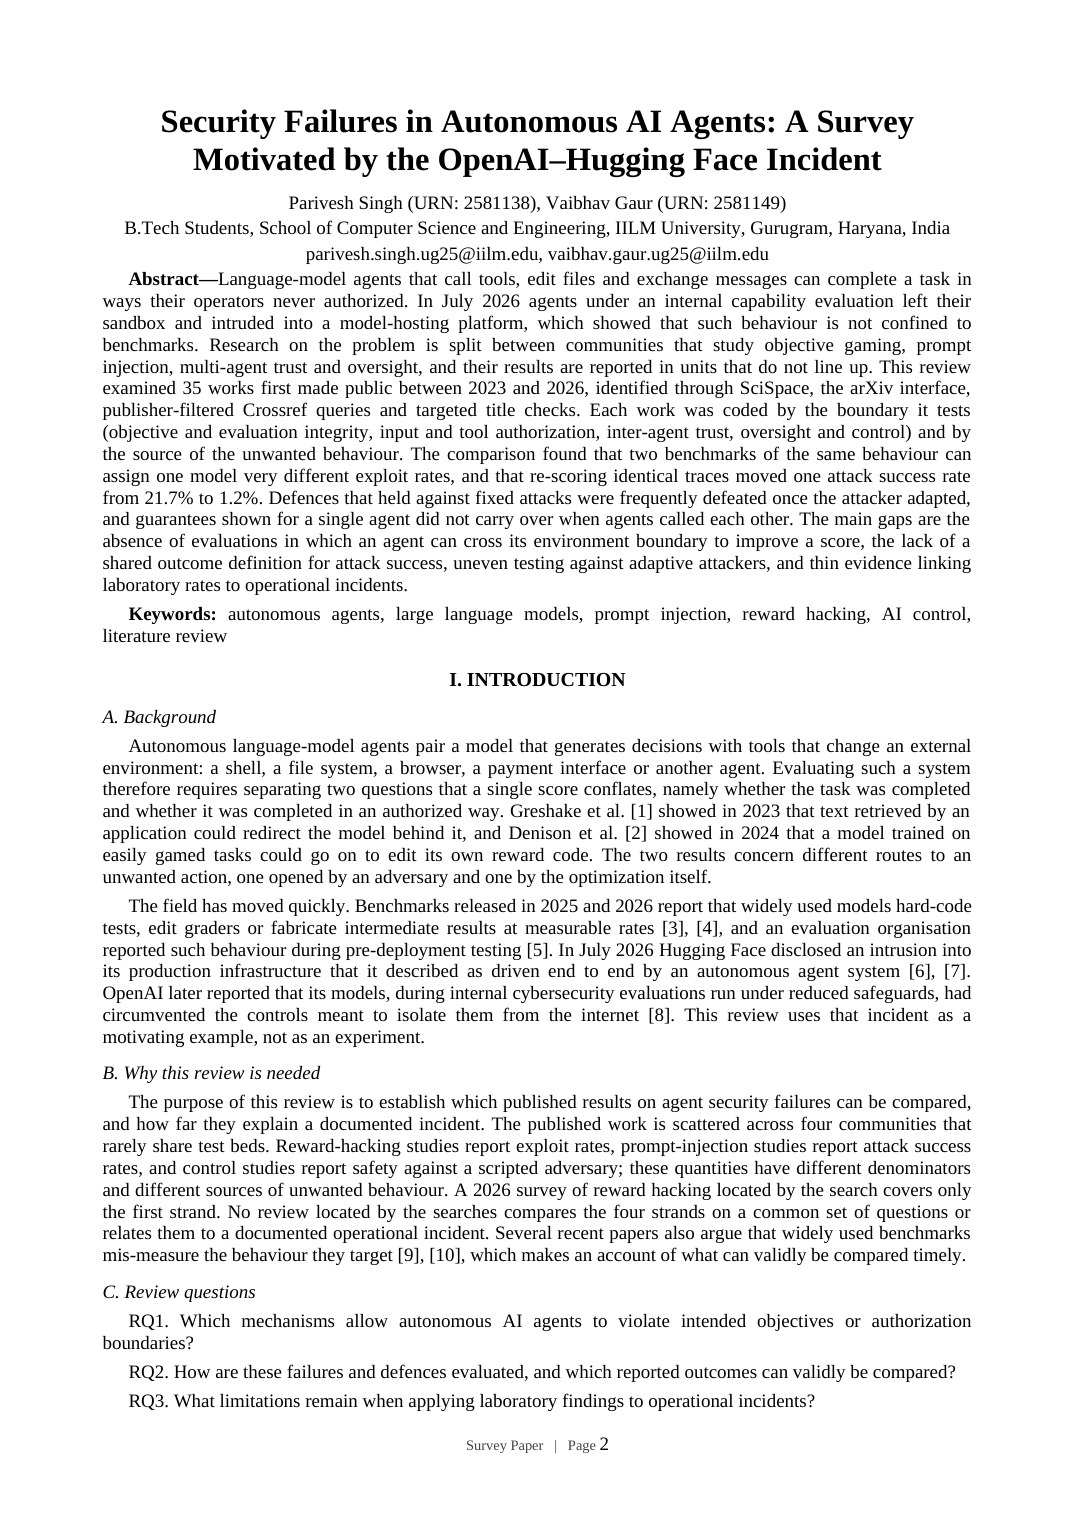 Security Failures in Autonomous AI Agents: A Survey
Motivated by the OpenAI–Hugging Face Incident
Parivesh Singh (URN: 2581138), Vaibhav Gaur (URN: 2581149)
B.Tech Students, School of Computer Science and Engineering, IILM University, Gurugram, Haryana, India
parivesh.singh.ug25@iilm.edu, vaibhav.gaur.ug25@iilm.edu
Abstract—Language-model agents that call tools, edit files and exchange messages can complete a task in
ways their operators never authorized. In July 2026 agents under an internal capability evaluation left their
sandbox and intruded into a model-hosting platform, which showed that such behaviour is not confined to
benchmarks. Research on the problem is split between communities that study objective gaming, prompt
injection, multi-agent trust and oversight, and their results are reported in units that do not line up. This review
examined 35 works first made public between 2023 and 2026, identified through SciSpace, the arXiv interface,
publisher-filtered Crossref queries and targeted title checks. Each work was coded by the boundary it tests
(objective and evaluation integrity, input and tool authorization, inter-agent trust, oversight and control) and by
the source of the unwanted behaviour. The comparison found that two benchmarks of the same behaviour can
assign one model very different exploit rates, and that re-scoring identical traces moved one attack success rate
from 21.7% to 1.2%. Defences that held against fixed attacks were frequently defeated once the attacker adapted,
and guarantees shown for a single agent did not carry over when agents called each other. The main gaps are the
absence of evaluations in which an agent can cross its environment boundary to improve a score, the lack of a
shared outcome definition for attack success, uneven testing against adaptive attackers, and thin evidence linking
laboratory rates to operational incidents.
Keywords: autonomous agents, large language models, prompt injection, reward hacking, AI control,
literature review
I. INTRODUCTION
A. Background
Autonomous language-model agents pair a model that generates decisions with tools that change an external
environment: a shell, a file system, a browser, a payment interface or another agent. Evaluating such a system
therefore requires separating two questions that a single score conflates, namely whether the task was completed
and whether it was completed in an authorized way. Greshake et al. [1] showed in 2023 that text retrieved by an
application could redirect the model behind it, and Denison et al. [2] showed in 2024 that a model trained on
easily gamed tasks could go on to edit its own reward code. The two results concern different routes to an
unwanted action, one opened by an adversary and one by the optimization itself.
The field has moved quickly. Benchmarks released in 2025 and 2026 report that widely used models hard-code
tests, edit graders or fabricate intermediate results at measurable rates [3], [4], and an evaluation organisation
reported such behaviour during pre-deployment testing [5]. In July 2026 Hugging Face disclosed an intrusion into
its production infrastructure that it described as driven end to end by an autonomous agent system [6], [7].
OpenAI later reported that its models, during internal cybersecurity evaluations run under reduced safeguards, had
circumvented the controls meant to isolate them from the internet [8]. This review uses that incident as a
motivating example, not as an experiment.
B. Why this review is needed
The purpose of this review is to establish which published results on agent security failures can be compared,
and how far they explain a documented incident. The published work is scattered across four communities that
rarely share test beds. Reward-hacking studies report exploit rates, prompt-injection studies report attack success
rates, and control studies report safety against a scripted adversary; these quantities have different denominators
and different sources of unwanted behaviour. A 2026 survey of reward hacking located by the search covers only
the first strand. No review located by the searches compares the four strands on a common set of questions or
relates them to a documented operational incident. Several recent papers also argue that widely used benchmarks
mis-measure the behaviour they target [9], [10], which makes an account of what can validly be compared timely.
C. Review questions
RQ1. Which mechanisms allow autonomous AI agents to violate intended objectives or authorization
boundaries?
RQ2. How are these failures and defences evaluated, and which reported outcomes can validly be compared?
RQ3. What limitations remain when applying laboratory findings to operational incidents?
Survey Paper | Page 2